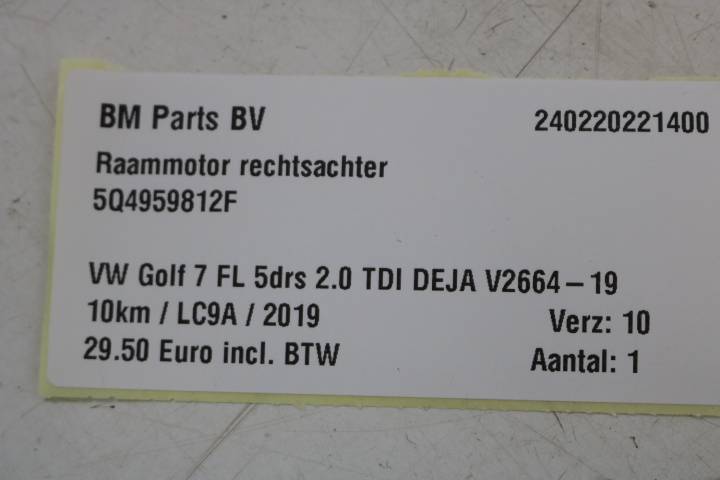 BM Parts BV 240220221400
Raammotor rechtsachter
5Q4959812F
VW Golf 7 FL 5drs 2.0 TDI DEJA V2664-19
10km / LC9A / 2019 Verz: 10
29.50 Euro incl. BTW Aantal: 1